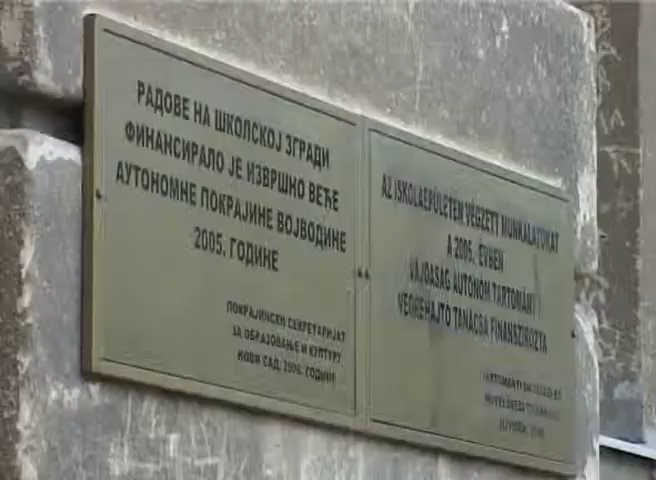 РАДОВЕ НА ШКОЛСКОЈ ЗГРАДИ
ФИНАНСИРАЛО ЈЕ ИЗВРШНО ВЕЋЕ
АУТОНОМНЕ ПОКРАЈИНЕ ВОЈВОДИНЕ
2005. ГОДИНЕ
ПОКРАЈИНСКИ СЕКРЕТАРИЈАТ
ЗА ОБРАЗОВАЊЕ И КУЛТУРУ
НОВИ САД, 2006. ГОДИНЕ
AZ ISKOLAÉPÜLETEN VÉGZETT MUNKÁLATOKAT
A 2005. ÉVBEN
VAJDASÁG AUTONÓM TARTOMÁNY
VÉGREHAJTÓ TANÁCSA FINANSZÍROZTA